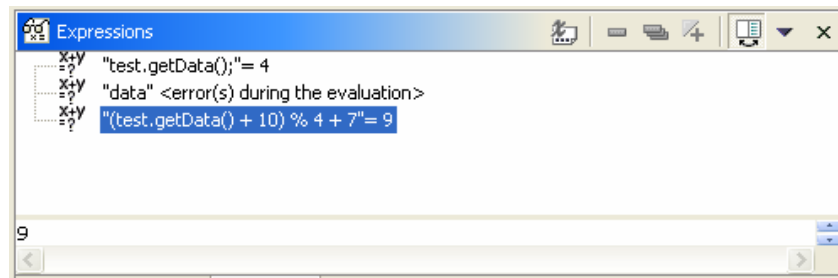 Expressions
x+y
=?
"test.getData();"= 4
x+y
=?
"data" <error(s) during the evaluation>
x+y
=?
"(test.getData() + 10) % 4 + 7"= 9
9